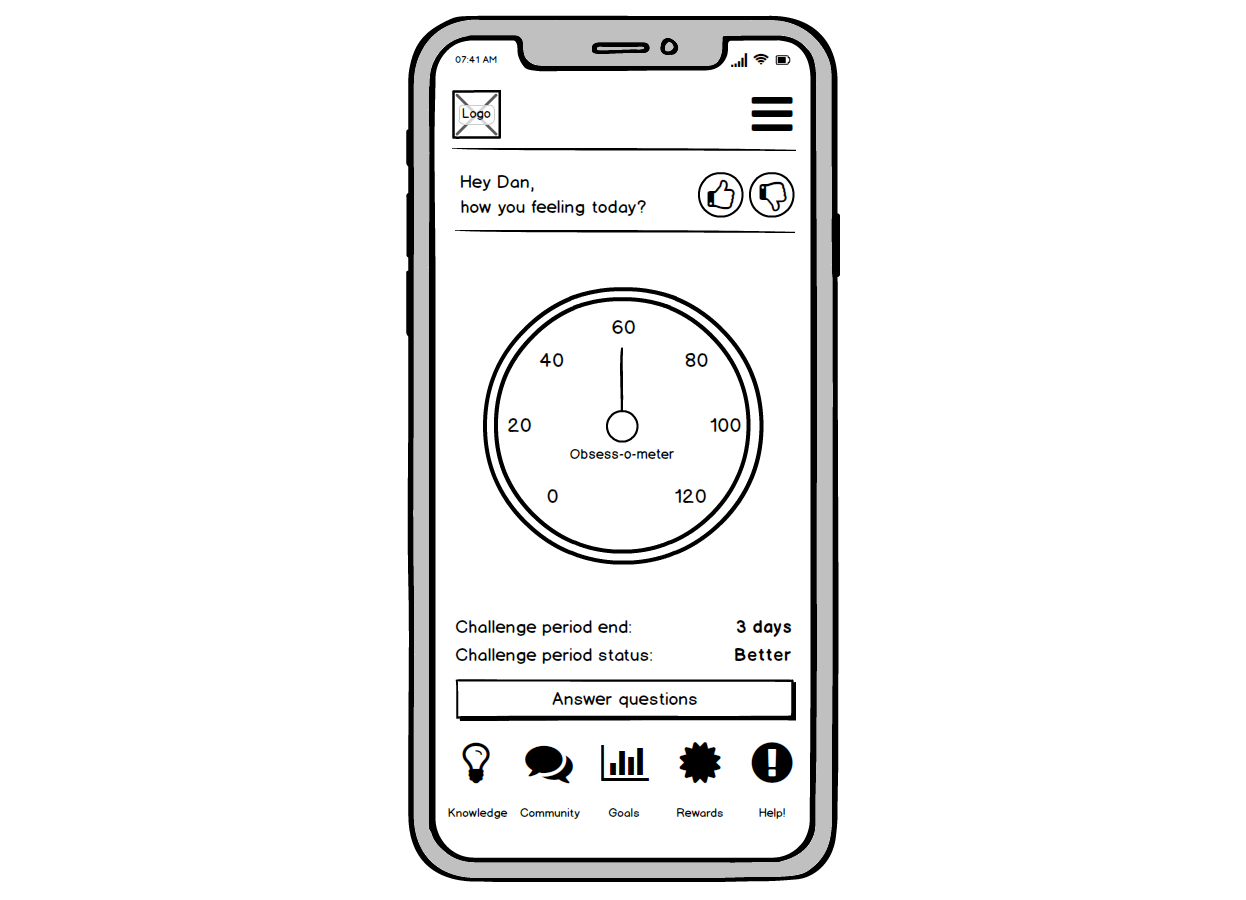 07:41 AM
Logo
Hey Dan,
how you feeling today?
60
40
80
20
100
Obsess-o-meter
0
120
Challenge period end: 3 days
Challenge period status: Better
Answer questions
Knowledge Community Goals Rewards Help!